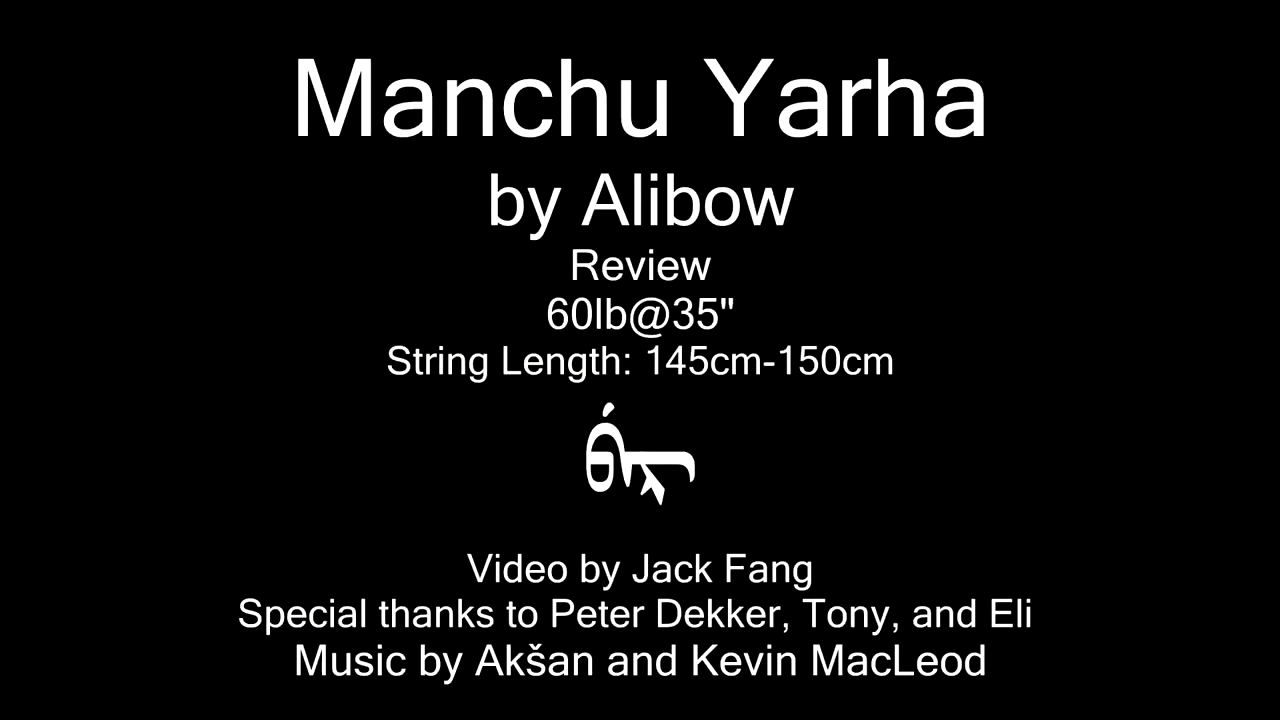 Manchu Yarha
by Alibow
Review
60lb@35"
String Length: 145cm-150cm
ᠪᡝᡵᡳ
Video by Jack Fang
Special thanks to Peter Dekker, Tony, and Eli
Music by Akšan and Kevin MacLeod